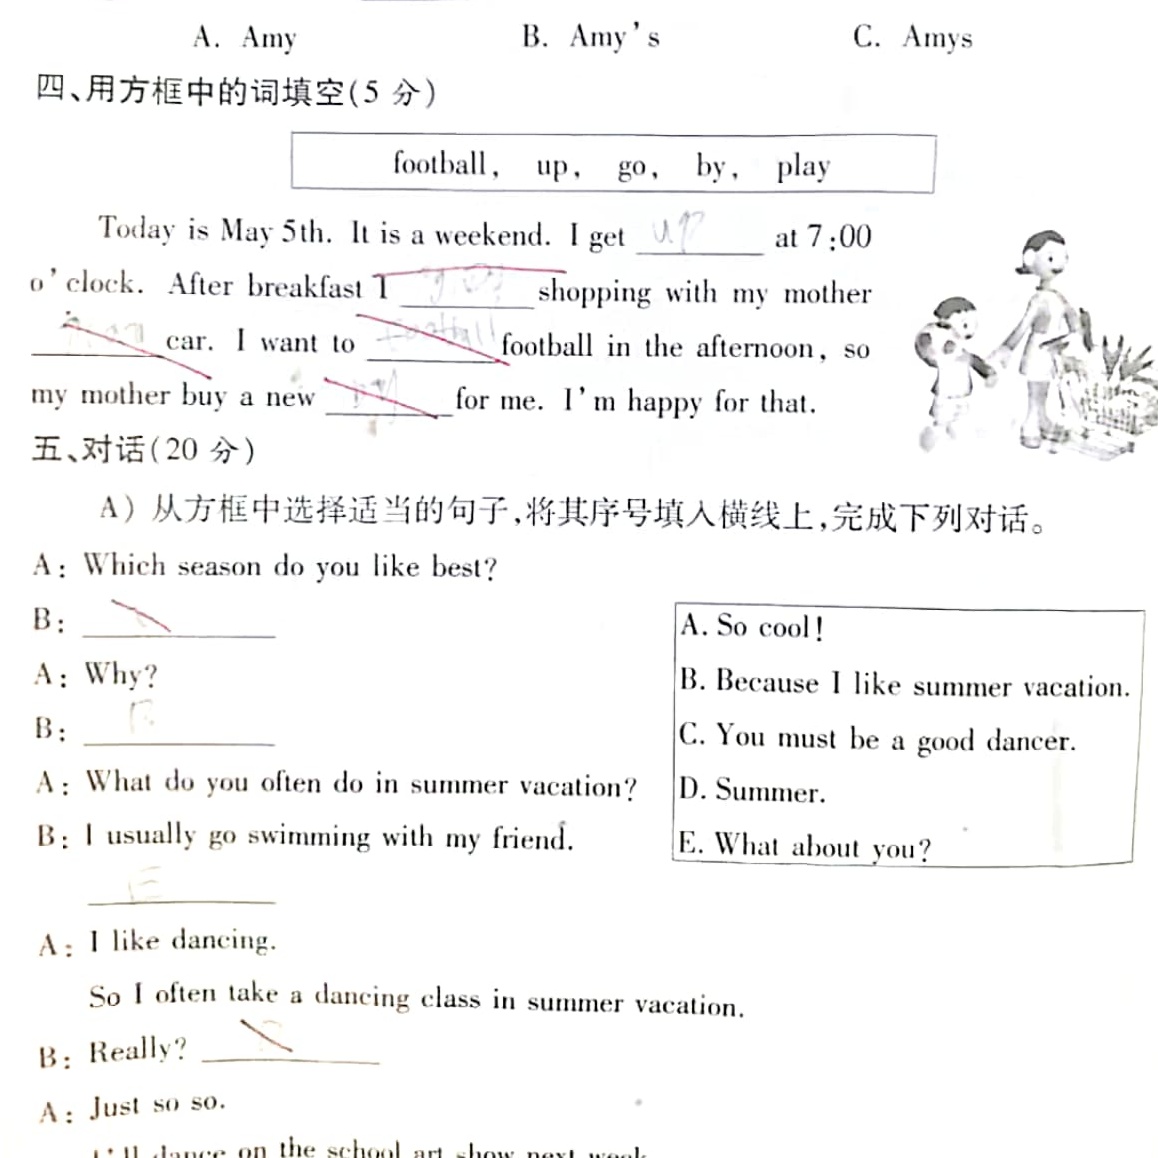 A. Amy B. Amy's C. Amys
四、用方框中的词填空(5 分)
football, up, go, by, play
Today is May 5th. It is a weekend. I get up at 7:00
o'clock. After breakfast I ______ shopping with my mother
______ car. I want to football football in the afternoon, so
my mother buy a new ______ for me. I'm happy for that.
五、对话(20 分)
A) 从方框中选择适当的句子,将其序号填入横线上,完成下列对话。
A: Which season do you like best?
B: ______
A: Why?
B: ______
A: What do you often do in summer vacation?
B: I usually go swimming with my friend.
E
A: I like dancing.
So I often take a dancing class in summer vacation.
B: Really? ______
A: Just so so.
I'll dance on the school art show next week
A. So cool!
B. Because I like summer vacation.
C. You must be a good dancer.
D. Summer.
E. What about you?